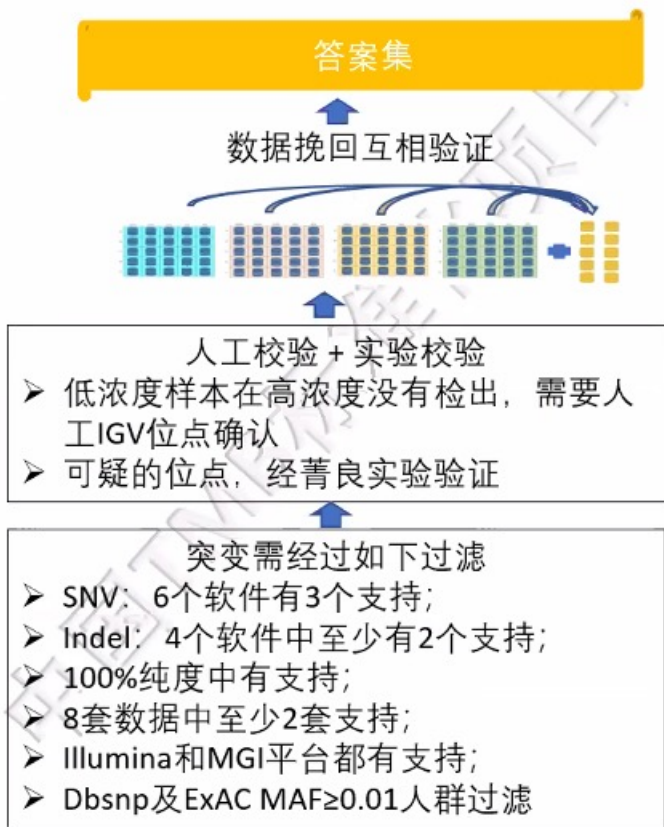 答案集
数据挽回互相验证
人工校验 + 实验校验
➢ 低浓度样本在高浓度没有检出，需要人
工IGV位点确认
➢ 可疑的位点，经菁良实验验证
突变需经过如下过滤
➢ SNV：6个软件有3个支持；
➢ Indel：4个软件中至少有2个支持；
➢ 100%纯度中有支持；
➢ 8套数据中至少2套支持；
➢ Illumina和MGI平台都有支持；
➢ Dbsnp及ExAC MAF≥0.01人群过滤